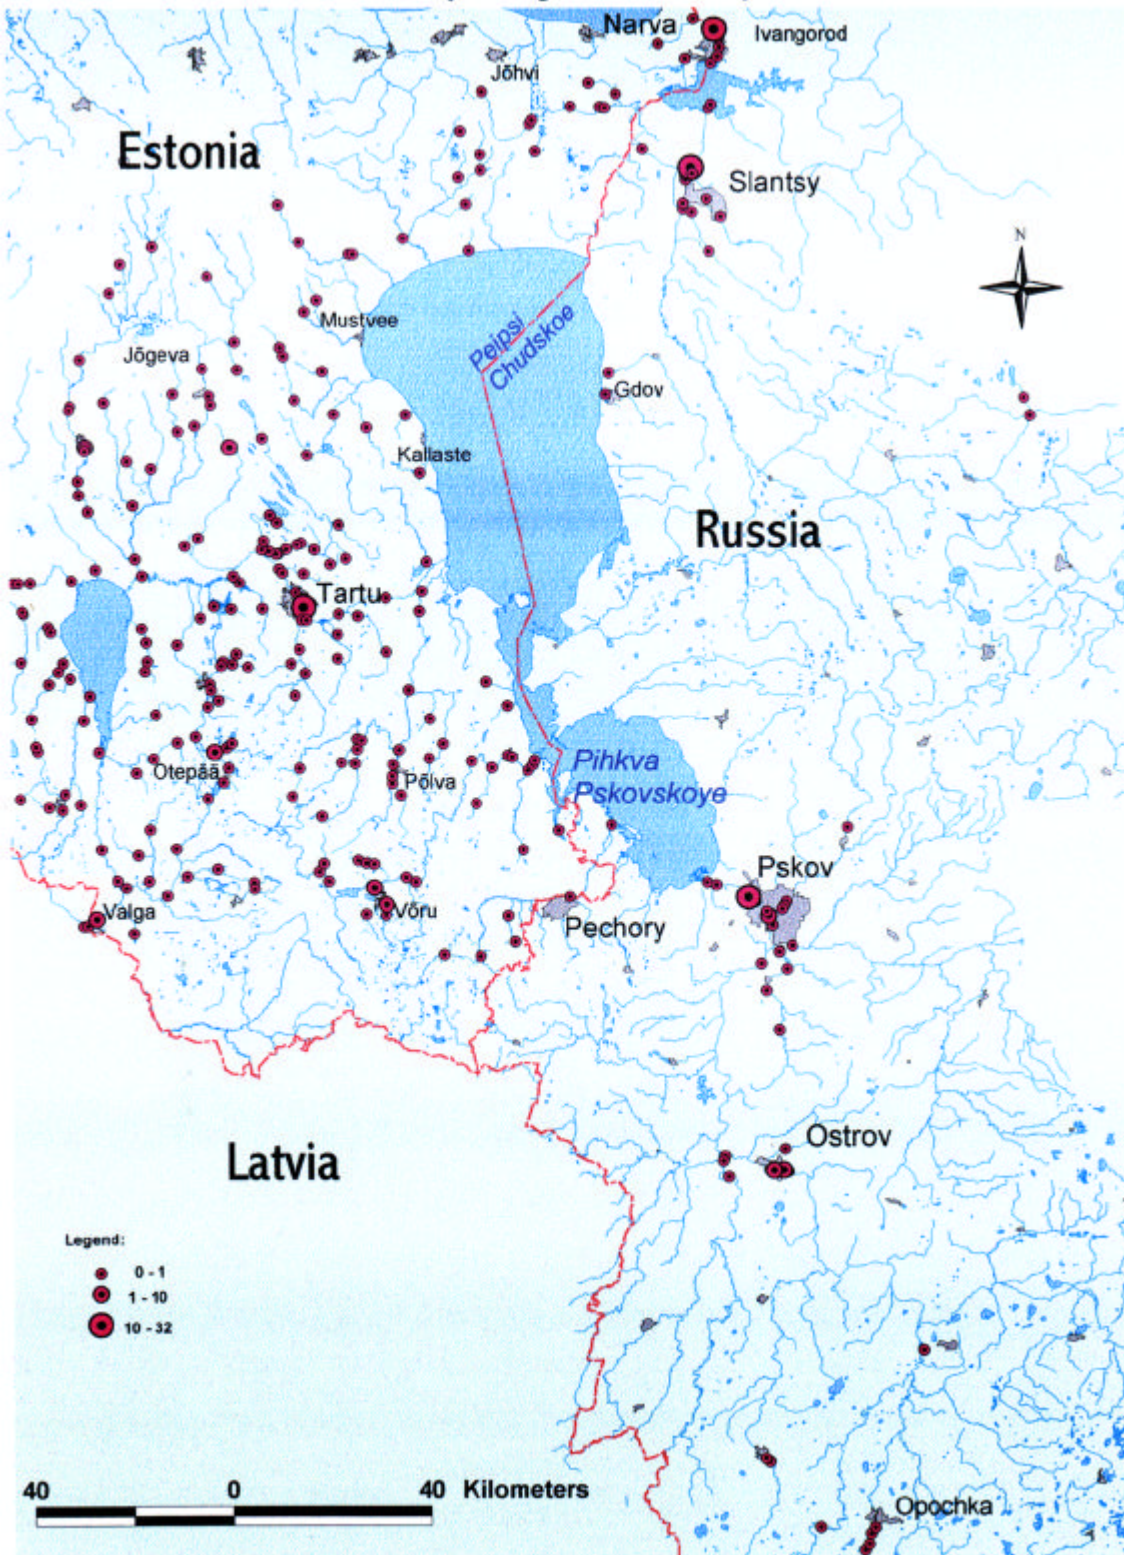 Narva
Ivangorod
Jõhvi
Estonia
Slantsy
N
Mustvee
Peipsi
Chudskoe
Jõgeva
Gdov
Kallaste
Russia
Tartu
Pihkva
Pskovskoye
Otepää
Põlva
Pskov
Valga
Võru
Pechory
Ostrov
Latvia
Legend:
0 - 1
1 - 10
10 - 32
40 0 40 Kilometers
Opochka